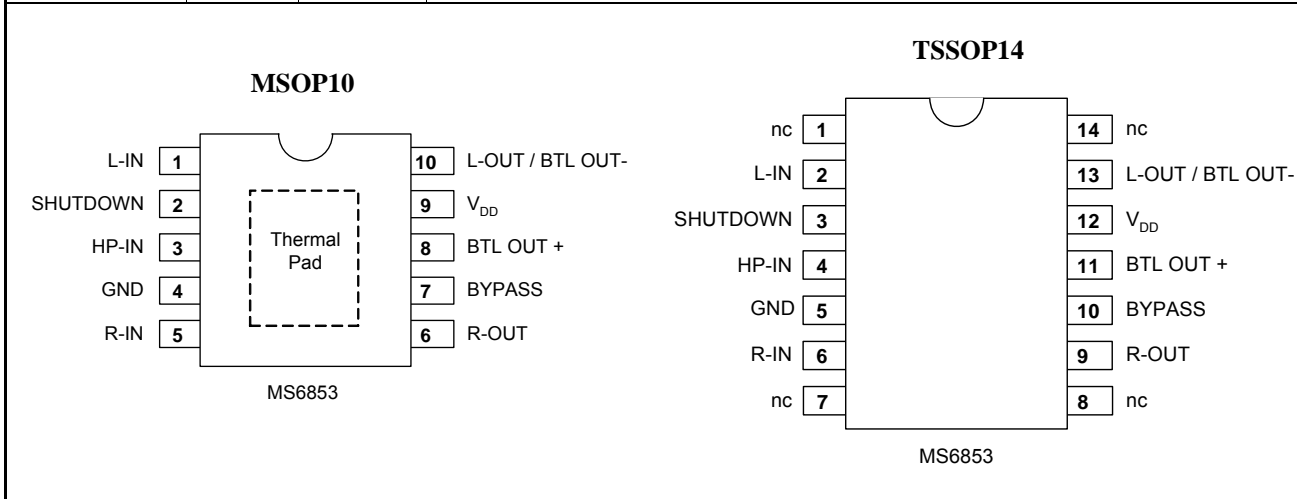 MSOP10
L-IN 1
SHUTDOWN 2
HP-IN 3
GND 4
R-IN 5
Thermal
Pad
10 L-OUT / BTL OUT-
9 VDD
8 BTL OUT +
7 BYPASS
6 R-OUT
MS6853
TSSOP14
nc 1
L-IN 2
SHUTDOWN 3
HP-IN 4
GND 5
R-IN 6
nc 7
14 nc
13 L-OUT / BTL OUT-
12 VDD
11 BTL OUT +
10 BYPASS
9 R-OUT
8 nc
MS6853